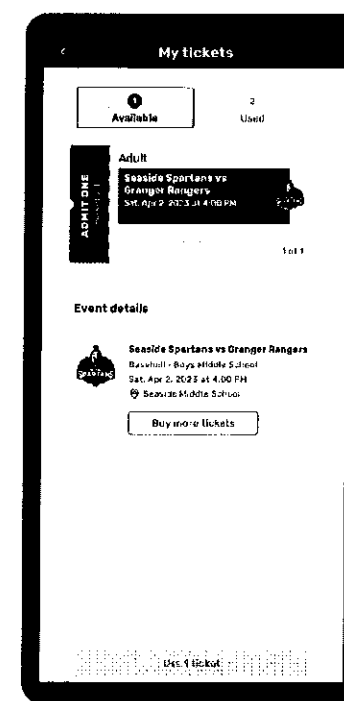 My tickets
1
2
Available
Used
ADMIT ONE
Adult
Seaside Spartans vs
Granger Rangers
Sat. Apr 2. 2023 at 4:00 PM
1 of 1
Event details
SPARTANS
Seaside Spartans vs Granger Rangers
Baseball - Boys Middle School
Sat. Apr 2. 2023 at 4:00 PM
Seaside Middle School
Buy more tickets
Use 1 ticket